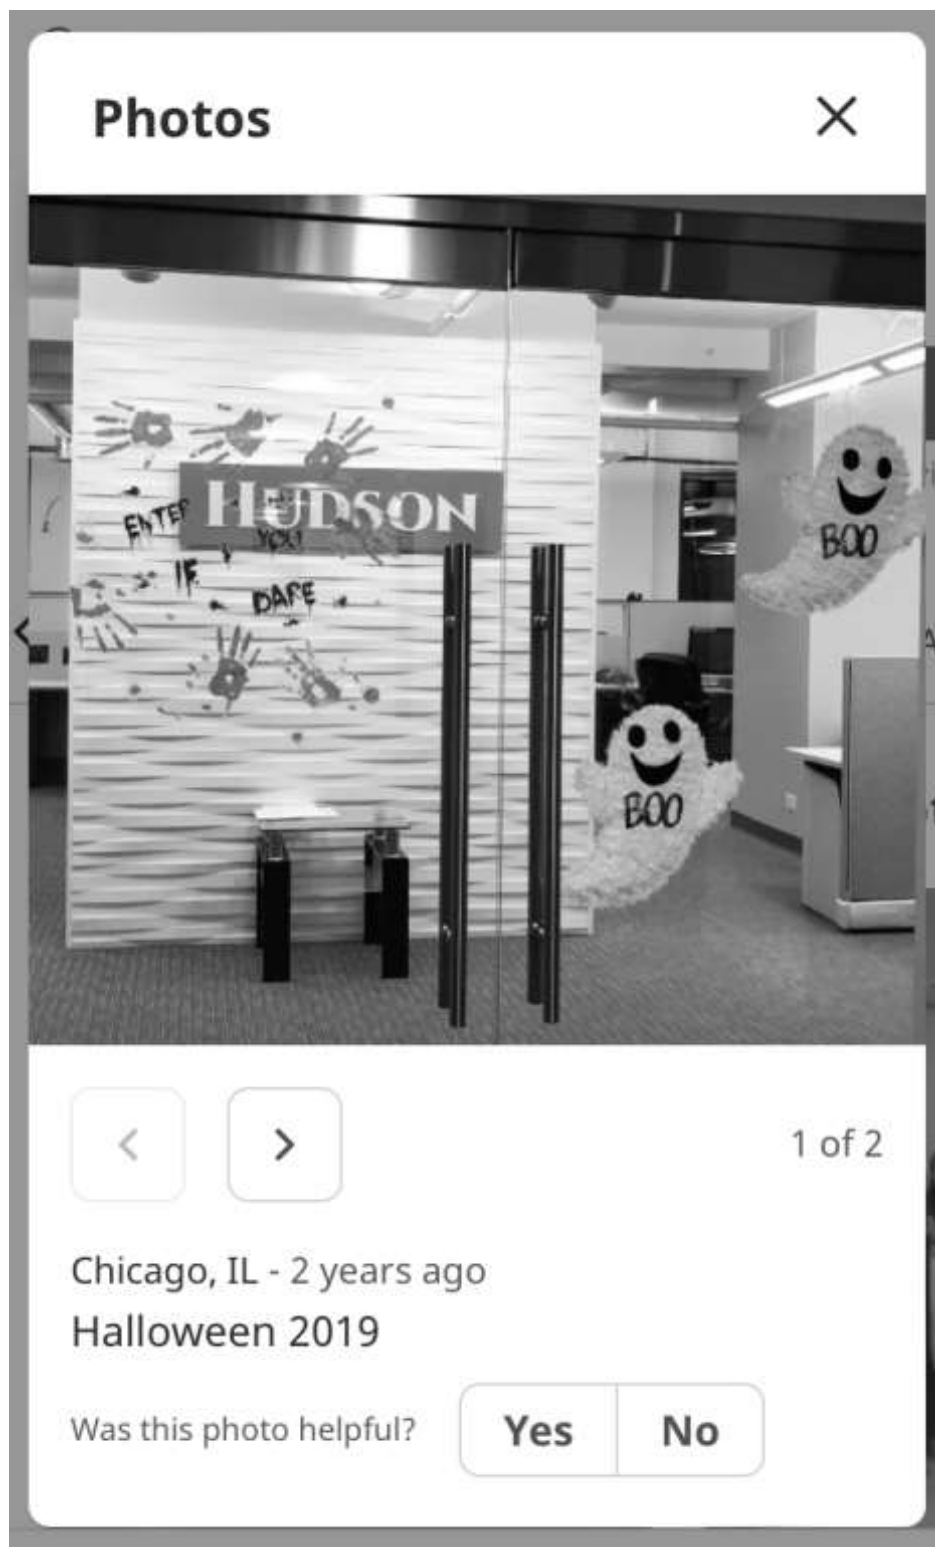 Photos
HUDSON
ENTER
YOU
IF
DARE
BOO
BOO
1 of 2
Chicago, IL - 2 years ago
Halloween 2019
Was this photo helpful?
Yes No